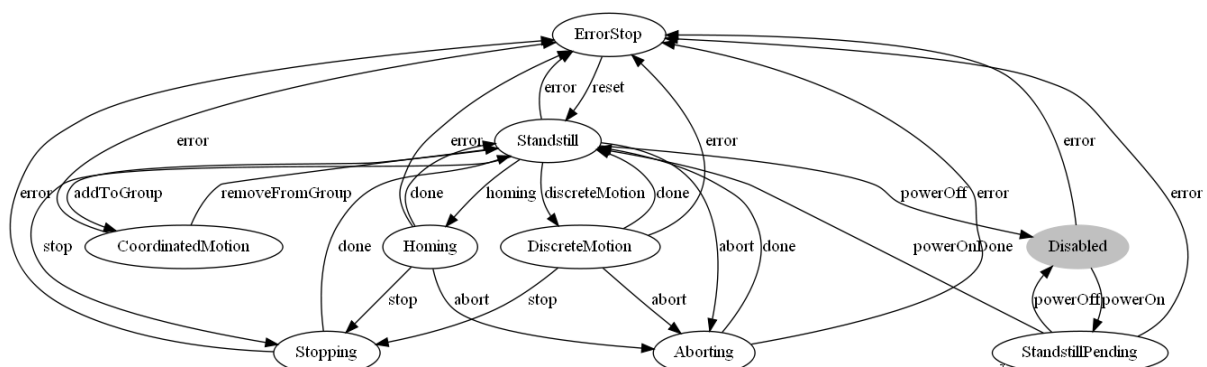 ErrorStop
error
reset
Standstill
error
error
error
error
addToGroup
removeFromGroup
homing
discreteMotion
done
done
powerOff
error
error
error
stop
CoordinatedMotion
done
Homing
DiscreteMotion
abort
done
powerOnDone
Disabled
stop
abort
stop
abort
powerOff
powerOn
Stopping
Aborting
StandstillPending